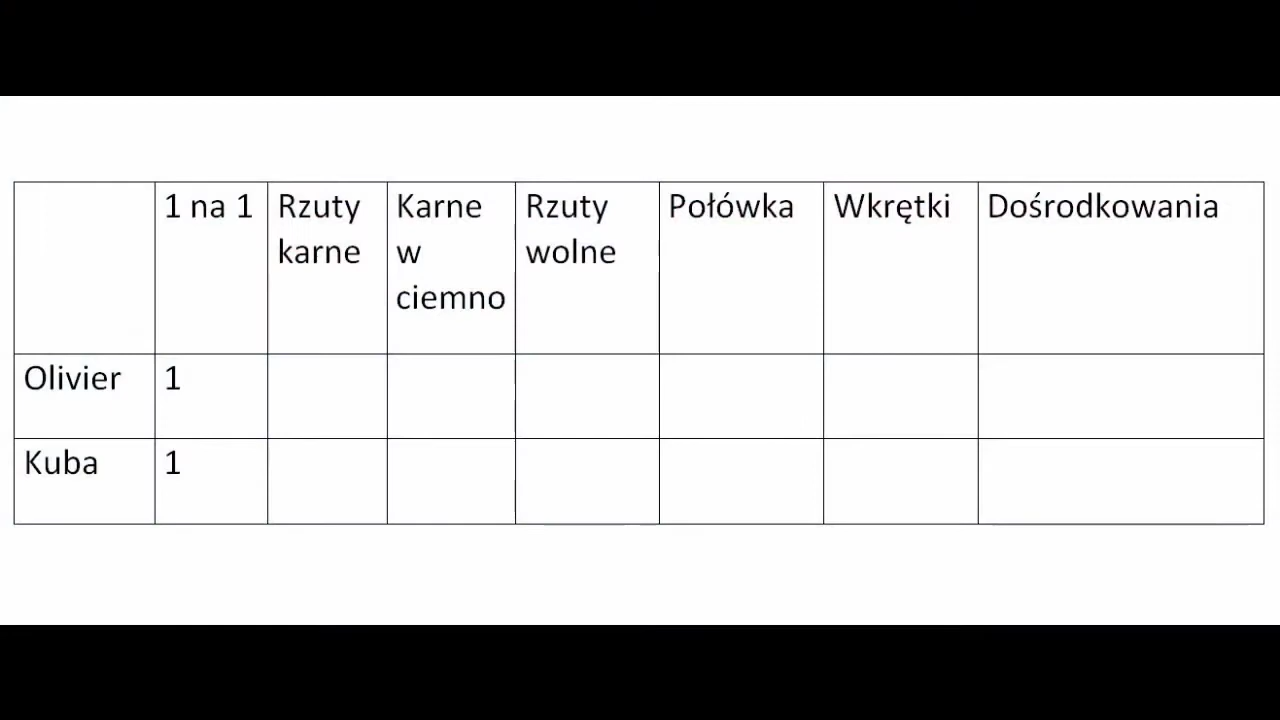 1 na 1 Rzuty Karne Rzuty Połówka Wkrętki Dośrodkowania
karne w wolne
ciemno
Olivier 1
Kuba 1